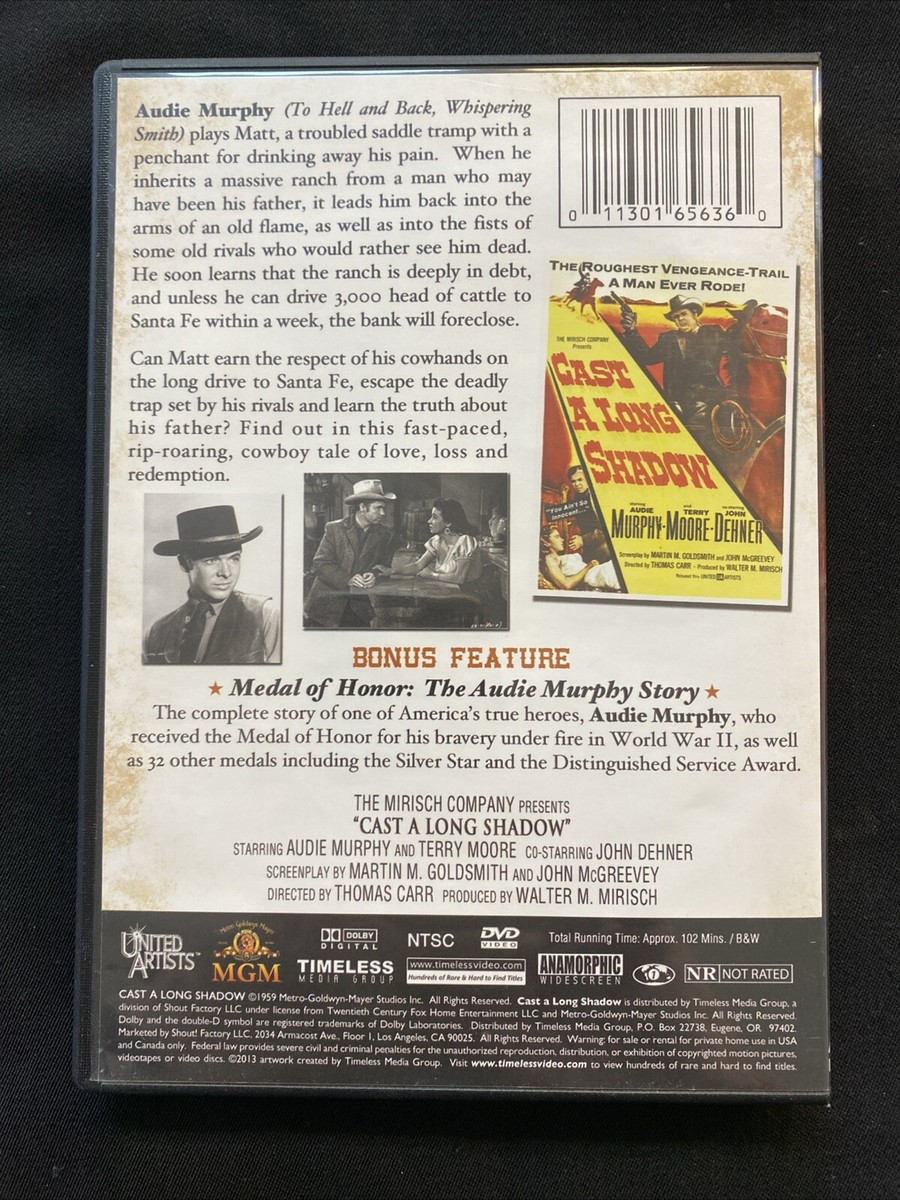 Audie Murphy (To Hell and Back, Whispering
Smith) plays Matt, a troubled saddle tramp with a
penchant for drinking away his pain. When he
inherits a massive ranch from a man who may
have been his father, it leads him back into the
arms of an old flame, as well as into the fists of
some old rivals who would rather see him dead.
He soon learns that the ranch is deeply in debt,
and unless he can drive 3,000 head of cattle to
Santa Fe within a week, the bank will foreclose.
Can Matt earn the respect of his cowhands on
the long drive to Santa Fe, escape the deadly
trap set by his rivals and learn the truth about
his father? Find out in this fast-paced,
rip-roaring, cowboy tale of love, loss and
redemption.
0 11301 65636 0
THE ROUGHEST VENGEANCE-TRAIL
A MAN EVER RODE!
THE MIRISCH COMPANY
Presents
CAST
A LONG
SHADOW
"You Ain't So
Innocent..."
starring AUDIE and TERRY co-starring JOHN
MURPHY-MOORE-DEHNER
Screenplay by MARTIN M. GOLDSMITH and JOHN McGREEVEY
Directed by THOMAS CARR - Produced by WALTER M. MIRISCH
Released thru UNITED UA ARTISTS
BONUS FEATURE
★ Medal of Honor: The Audie Murphy Story ★
The complete story of one of America's true heroes, Audie Murphy, who
received the Medal of Honor for his bravery under fire in World War II, as well
as 32 other medals including the Silver Star and the Distinguished Service Award.
THE MIRISCH COMPANY PRESENTS
"CAST A LONG SHADOW"
STARRING AUDIE MURPHY AND TERRY MOORE CO-STARRING JOHN DEHNER
SCREENPLAY BY MARTIN M. GOLDSMITH AND JOHN McGREEVEY
DIRECTED BY THOMAS CARR PRODUCED BY WALTER M. MIRISCH
UNITED ARTISTS™
Metro Goldwyn Mayer
MGM
DOLBY DIGITAL
NTSC
DVD VIDEO
Total Running Time: Approx. 102 Mins. / B&W
TIMELESS MEDIA GROUP
www.timelessvideo.com
Hundreds of Rare & Hard to Find Titles
ANAMORPHIC WIDESCREEN
NR NOT RATED
CAST A LONG SHADOW ©1959 Metro-Goldwyn-Mayer Studios Inc. All Rights Reserved. Cast a Long Shadow is distributed by Timeless Media Group, a
division of Shout Factory LLC under license from Twentieth Century Fox Home Entertainment LLC and Metro-Goldwyn-Mayer Studios Inc. All Rights Reserved.
Dolby and the double-D symbol are registered trademarks of Dolby Laboratories. Distributed by Timeless Media Group, P.O. Box 22738, Eugene, OR 97402.
Marketed by Shout! Factory LLC, 2034 Armacost Ave., Floor 1, Los Angeles, CA 90025. All Rights Reserved. Warning: for sale or rental for private home use in USA
and Canada only. Federal law provides severe civil and criminal penalties for the unauthorized reproduction, distribution, or exhibition of copyrighted motion pictures,
videotapes or video discs. ©2013 artwork created by Timeless Media Group. Visit www.timelessvideo.com to view hundreds of rare and hard to find titles.